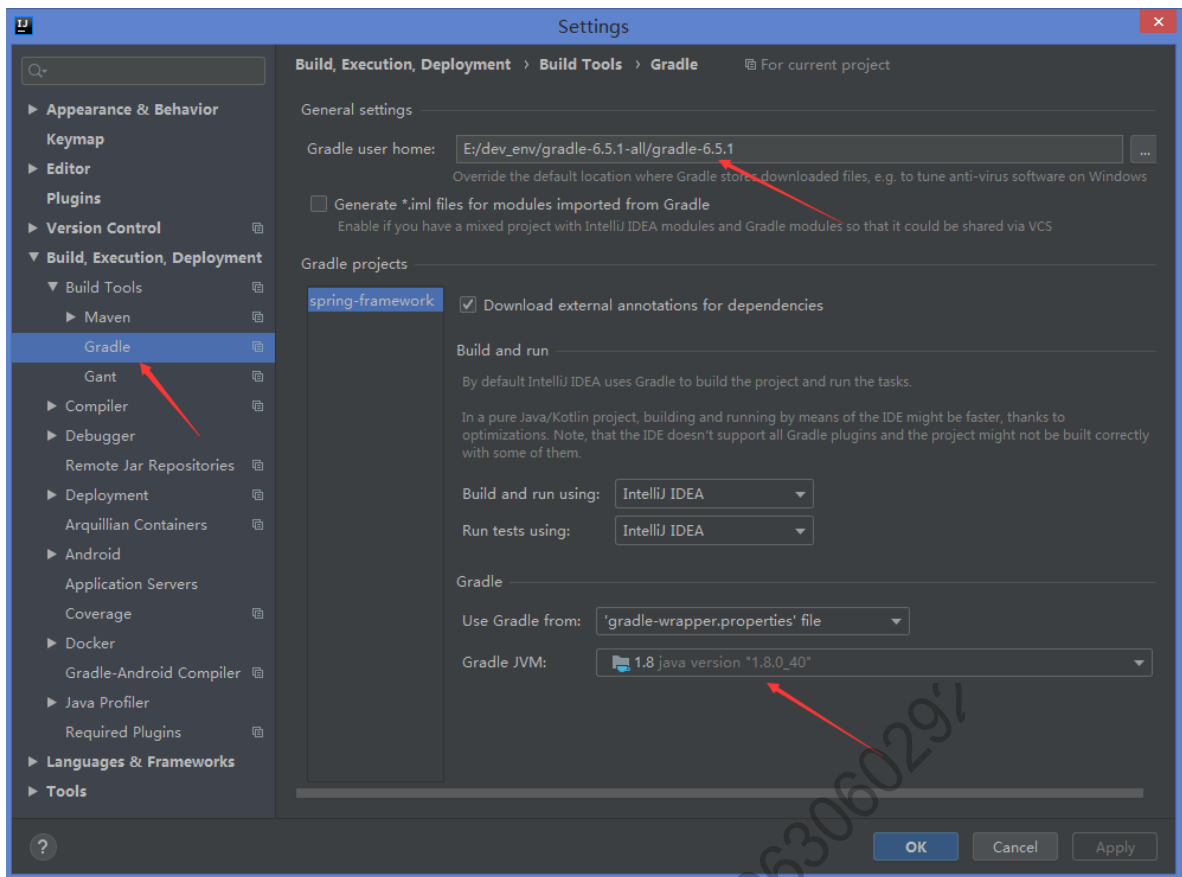 Settings
Build, Execution, Deployment › Build Tools › Gradle For current project
Appearance & Behavior
Keymap
Editor
Plugins
Version Control
Build, Execution, Deployment
Build Tools
Maven
Gradle
Gant
Compiler
Debugger
Remote Jar Repositories
Deployment
Arquillian Containers
Android
Application Servers
Coverage
Docker
Gradle-Android Compiler
Java Profiler
Required Plugins
Languages & Frameworks
Tools
General settings
Gradle user home: E:/dev_env/gradle-6.5.1-all/gradle-6.5.1 ...
Override the default location where Gradle stores downloaded files, e.g. to tune anti-virus software on Windows
Generate *.iml files for modules imported from Gradle
Enable if you have a mixed project with IntelliJ IDEA modules and Gradle modules so that it could be shared via VCS
Gradle projects
spring-framework
Download external annotations for dependencies
Build and run
By default IntelliJ IDEA uses Gradle to build the project and run the tasks.
In a pure Java/Kotlin project, building and running by means of the IDE might be faster, thanks to
optimizations. Note, that the IDE doesn't support all Gradle plugins and the project might not be built correctly
with some of them.
Build and run using: IntelliJ IDEA
Run tests using: IntelliJ IDEA
Gradle
Use Gradle from: 'gradle-wrapper.properties' file
Gradle JVM: 1.8 java version "1.8.0_40"
? OK Cancel Apply